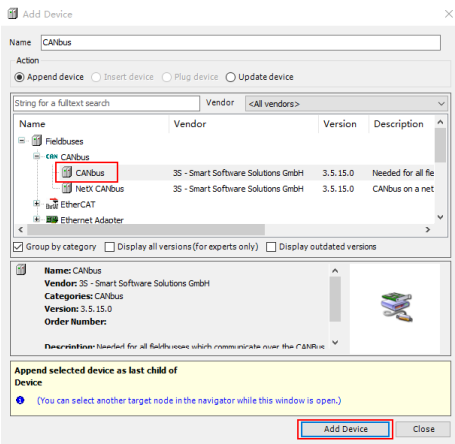 Add Device
Name CANbus
Action
Append device Insert device Plug device Update device
String for a fulltext search Vendor <All vendors>
Name Vendor Version Description
Fieldbuses
CAN CANbus
CANbus 3S - Smart Software Solutions GmbH 3.5.15.0 Needed for all fie
NetX CANbus 3S - Smart Software Solutions GmbH 3.5.15.0 CANbus on a net
EtherCAT
Ethernet Adapter
Group by category Display all versions (for experts only) Display outdated versions
Name: CANbus
Vendor: 3S - Smart Software Solutions GmbH
Categories: CANbus
Version: 3.5.15.0
Order Number:
Description: Needed for all fieldbusses which communicate over the CANBus
Append selected device as last child of
Device
(You can select another target node in the navigator while this window is open.)
Add Device Close